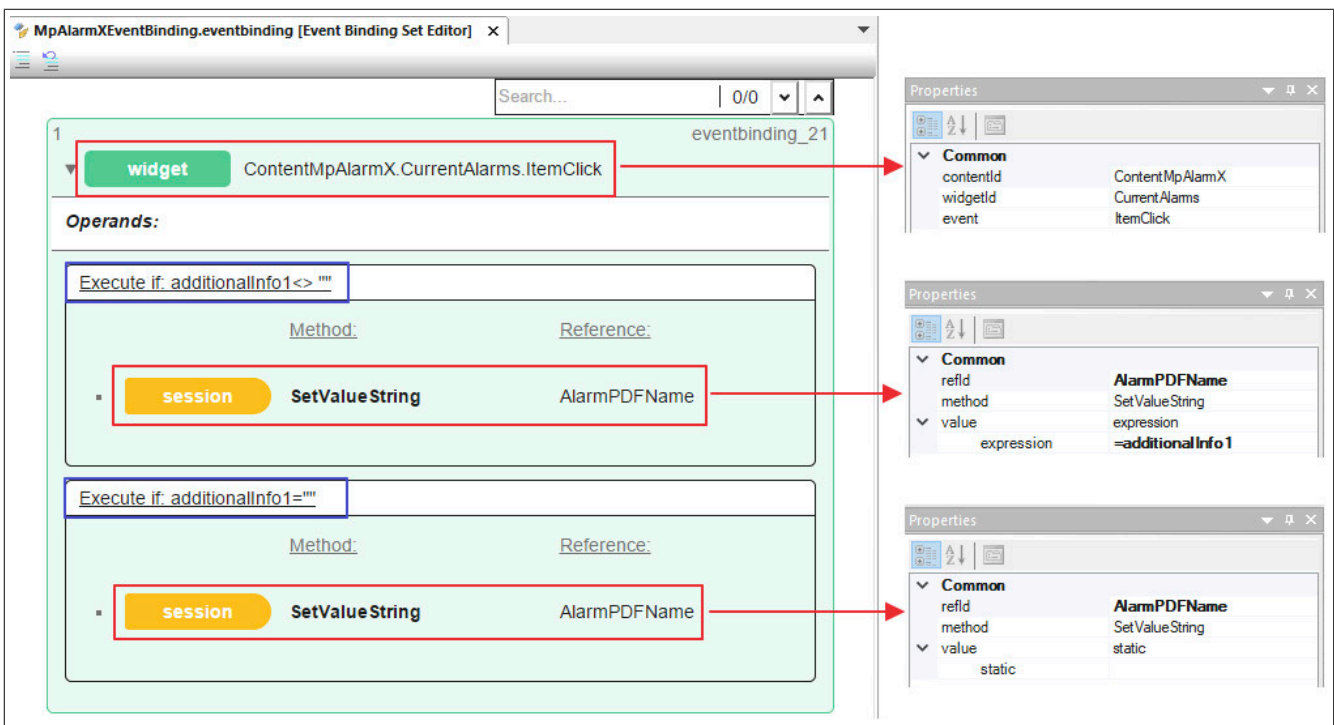 MpAlarmXEventBinding.eventbinding [Event Binding Set Editor] X
Search... 0/0
1 eventbinding_21
widget ContentMpAlarmX.CurrentAlarms.ItemClick
Operands:
Execute if: additionalInfo1<> ""
Method: Reference:
session SetValueString AlarmPDFName
Execute if: additionalInfo1=""
Method: Reference:
session SetValueString AlarmPDFName
Properties
Common
contentId ContentMpAlarmX
widgetId CurrentAlarms
event ItemClick
Properties
Common
refId AlarmPDFName
method SetValueString
value expression
expression =additionalInfo1
Properties
Common
refId AlarmPDFName
method SetValueString
value static
static